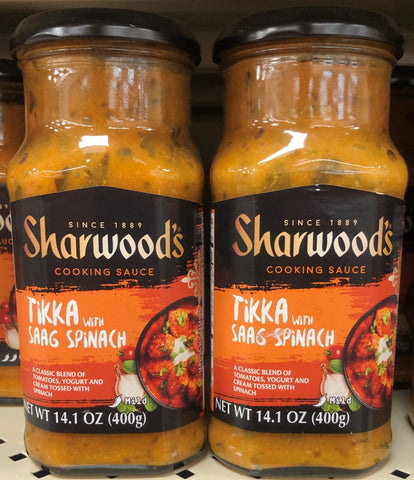 SINCE 1889
Sharwood's
COOKING SAUCE
TIKKA WITH
SAAG SPINACH
A CLASSIC BLEND OF
TOMATOES, YOGURT AND
CREAM TOSSED WITH
SPINACH
Mild
NET WT 14.1 OZ (400g)
SINCE 1889
Sharwood's
COOKING SAUCE
TIKKA WITH
SAAG SPINACH
A CLASSIC BLEND OF
TOMATOES, YOGURT AND
CREAM TOSSED WITH
SPINACH
Mild
NET WT 14.1 OZ (400g)